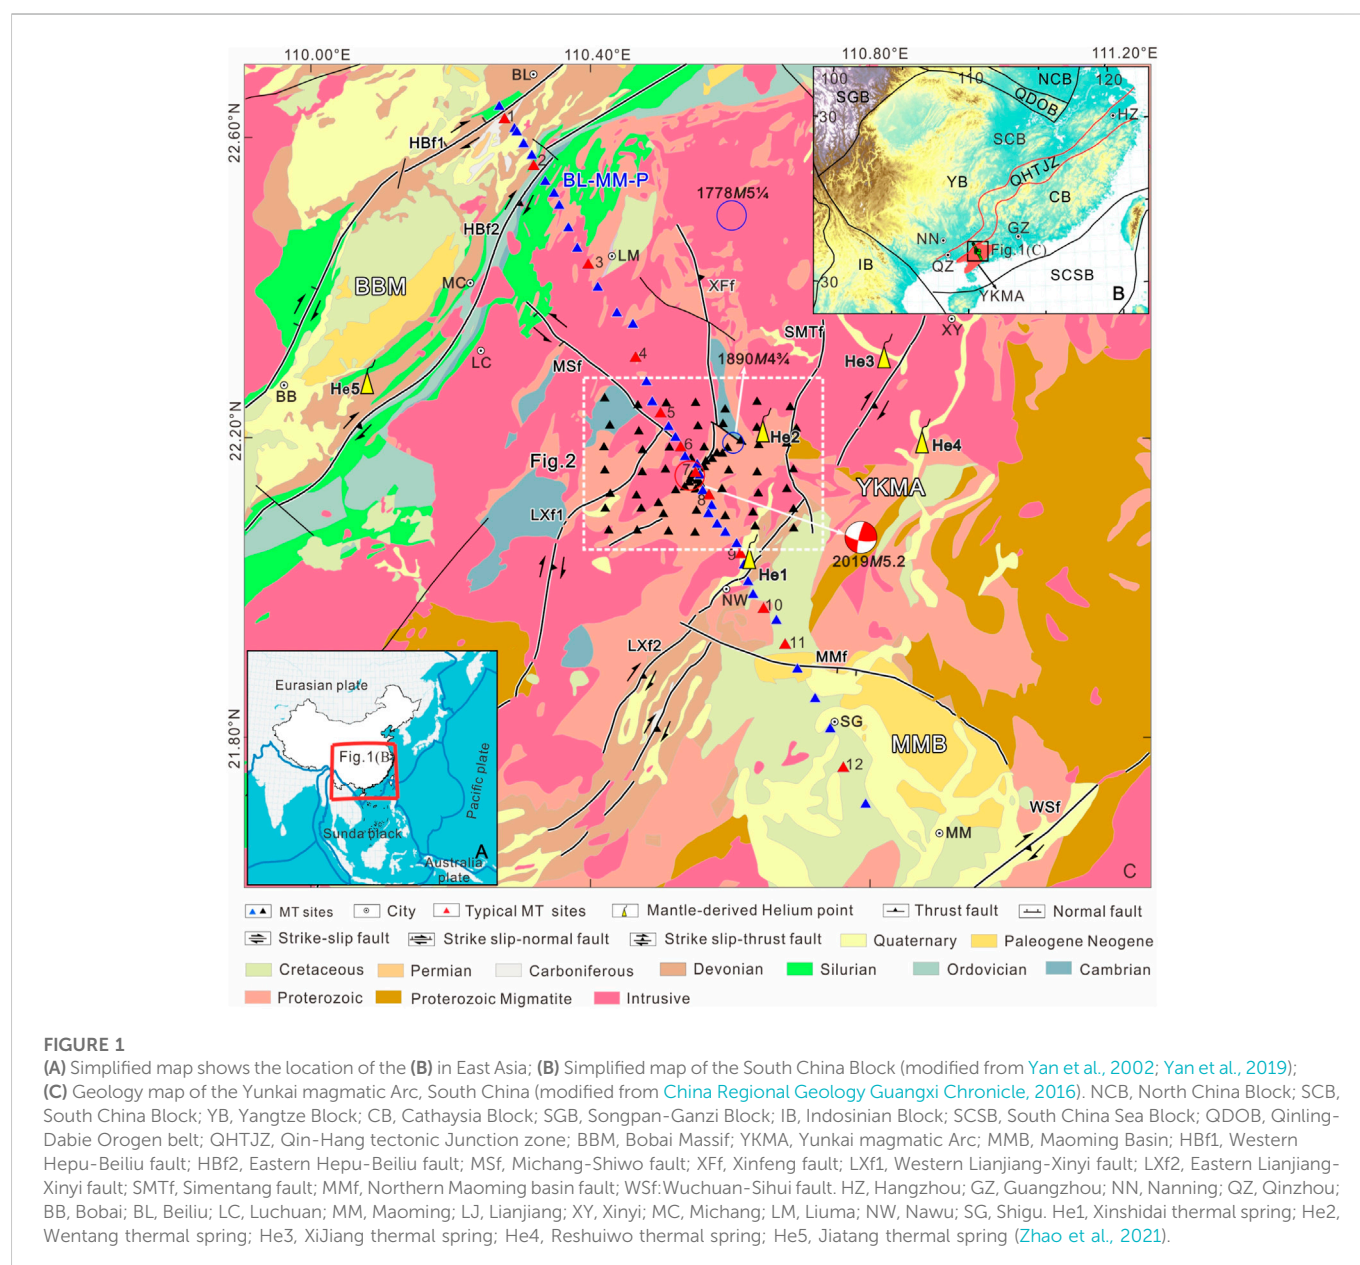 110.00°E
110.40°E
110.80°E
111.20°E
22.60°N
22.20°N
21.80°N
BL
1
HBf1
2
BL-MM-P
1778M5¼
HBf2
3
LM
BBM
MC
XFf
SMTf
4
MSf
1890M4¾
LC
He3
XY
He5
BB
5
6
He2
He4
Fig.2
7
YKMA
8
LXf1
2019M5.2
9
He1
NW
10
LXf2
11
MMf
SG
MMB
12
WSf
MM
C
100
110
120
NCB
SGB
QDOB
30
HZ
SCB
QHTJZ
YB
CB
NN
GZ
QZ
Fig.1(C)
IB
SCSB
30
YKMA
B
Eurasian plate
Fig.1(B)
Pacific plate
Sunda plack
A
Australia
plate
MT sites
City
Typical MT sites
Mantle-derived Helium point
Thrust fault
Normal fault
Strike-slip fault
Strike slip-normal fault
Strike slip-thrust fault
Quaternary
Paleogene Neogene
Cretaceous
Permian
Carboniferous
Devonian
Silurian
Ordovician
Cambrian
Proterozoic
Proterozoic Migmatite
Intrusive
FIGURE 1
(A) Simplified map shows the location of the (B) in East Asia; (B) Simplified map of the South China Block (modified from Yan et al., 2002; Yan et al., 2019);
(C) Geology map of the Yunkai magmatic Arc, South China (modified from China Regional Geology Guangxi Chronicle, 2016). NCB, North China Block; SCB,
South China Block; YB, Yangtze Block; CB, Cathaysia Block; SGB, Songpan-Ganzi Block; IB, Indosinian Block; SCSB, South China Sea Block; QDOB, Qinling-
Dabie Orogen belt; QHTJZ, Qin-Hang tectonic Junction zone; BBM, Bobai Massif; YKMA, Yunkai magmatic Arc; MMB, Maoming Basin; HBf1, Western
Hepu-Beiliu fault; HBf2, Eastern Hepu-Beiliu fault; MSf, Michang-Shiwo fault; XFf, Xinfeng fault; LXf1, Western Lianjiang-Xinyi fault; LXf2, Eastern Lianjiang-
Xinyi fault; SMTf, Simentang fault; MMf, Northern Maoming basin fault; WSf:Wuchuan-Sihui fault. HZ, Hangzhou; GZ, Guangzhou; NN, Nanning; QZ, Qinzhou;
BB, Bobai; BL, Beiliu; LC, Luchuan; MM, Maoming; LJ, Lianjiang; XY, Xinyi; MC, Michang; LM, Liuma; NW, Nawu; SG, Shigu. He1, Xinshidai thermal spring; He2,
Wentang thermal spring; He3, XiJiang thermal spring; He4, Reshuiwo thermal spring; He5, Jiatang thermal spring (Zhao et al., 2021).